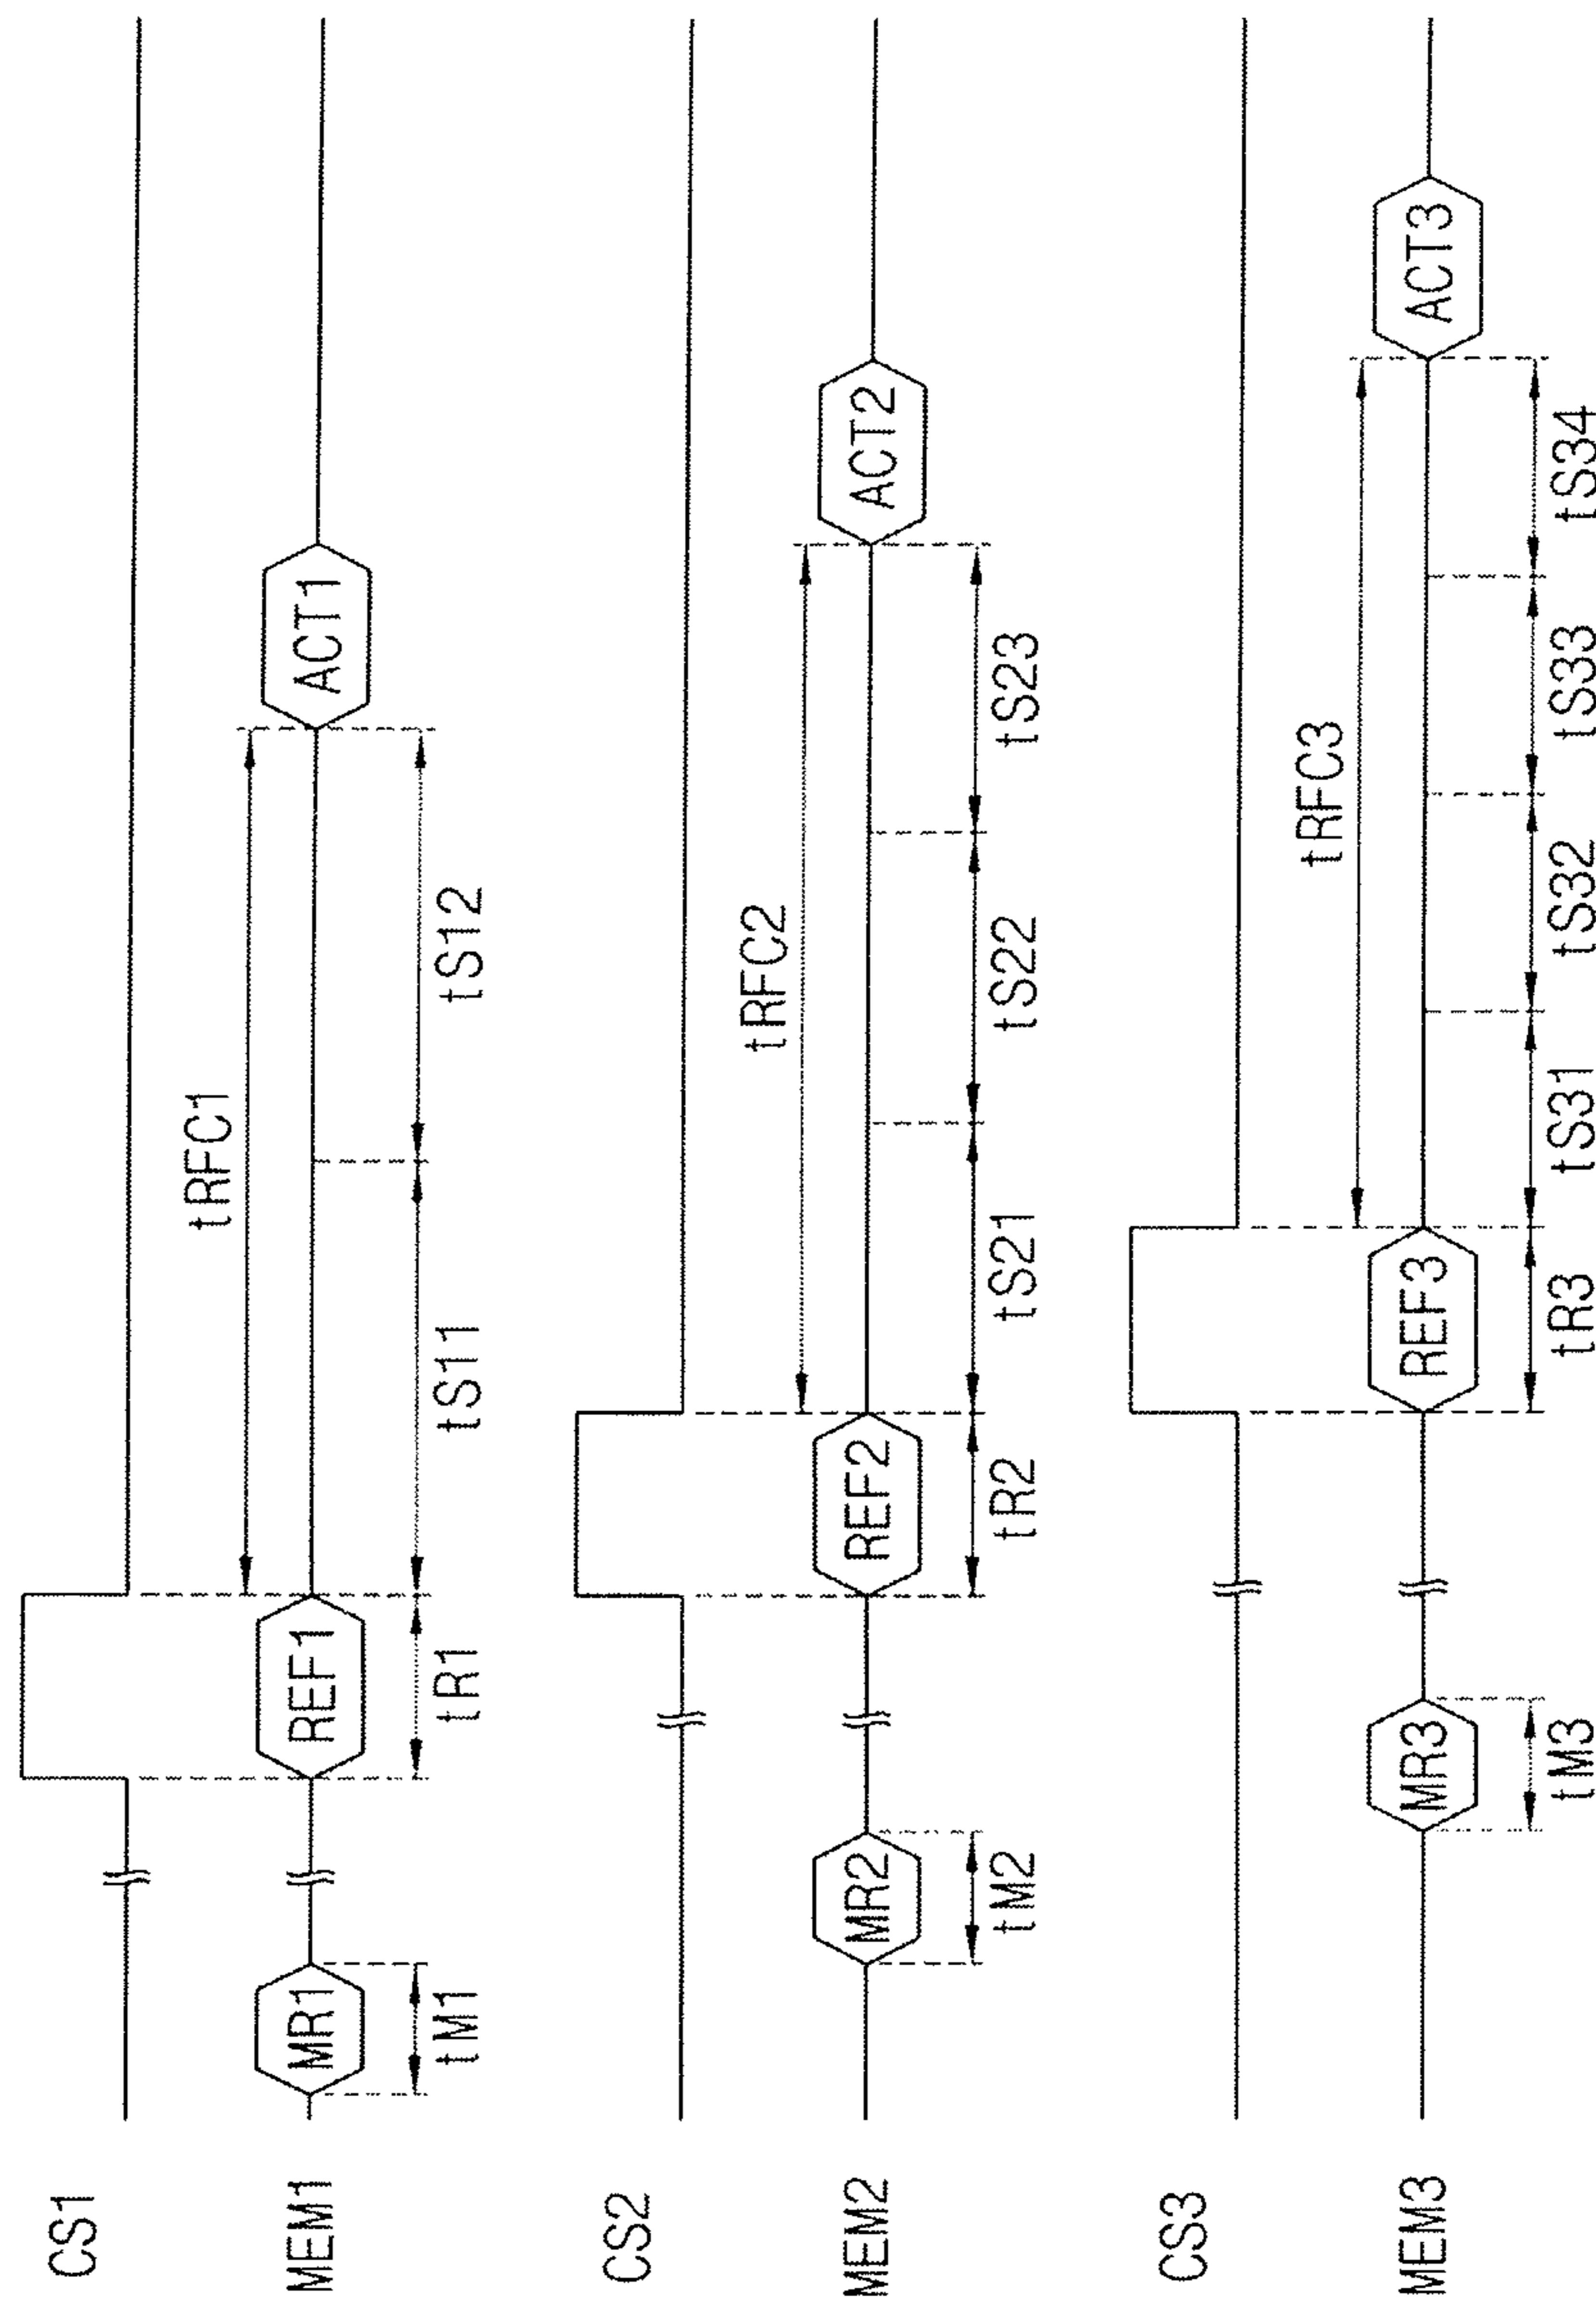 CS1
tRFC1
MEM1
MR1
REF1
ACT1
tM1
tR1
tS11
tS12
CS2
tRFC2
MEM2
MR2
REF2
ACT2
tM2
tR2
tS21
tS22
tS23
CS3
tRFC3
MEM3
MR3
REF3
ACT3
tM3
tR3
tS31
tS32
tS33
tS34